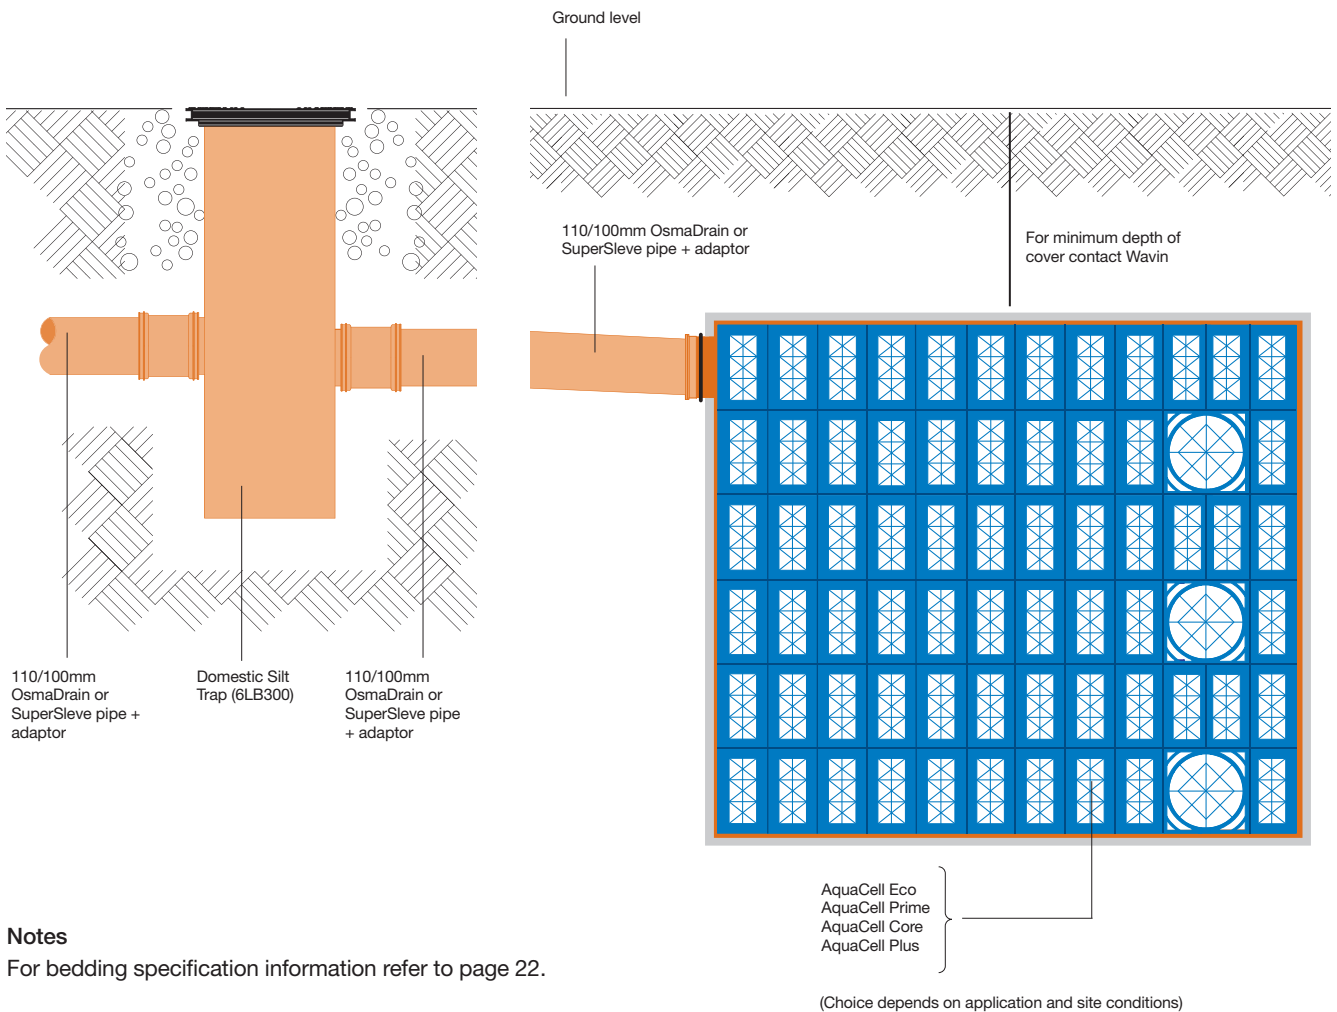 Ground level
110/100mm OsmaDrain or
SuperSleve pipe + adaptor
For minimum depth of
cover contact Wavin
110/100mm
OsmaDrain or
SuperSleve pipe +
adaptor
Domestic Silt
Trap (6LB300)
110/100mm
OsmaDrain or
SuperSleve pipe
+ adaptor
AquaCell Eco
AquaCell Prime
AquaCell Core
AquaCell Plus
(Choice depends on application and site conditions)
Notes
For bedding specification information refer to page 22.